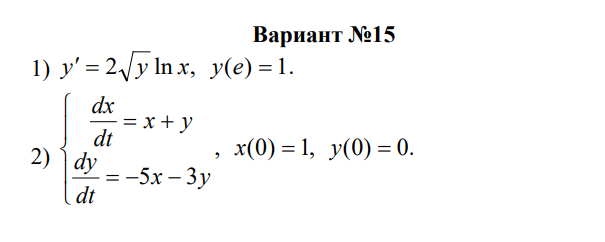 Вариант №15
1) y′ = 2√y ln x, y(e) = 1.
2) { dx/dt = x + y
dy/dt = −5x − 3y , x(0) = 1, y(0) = 0.